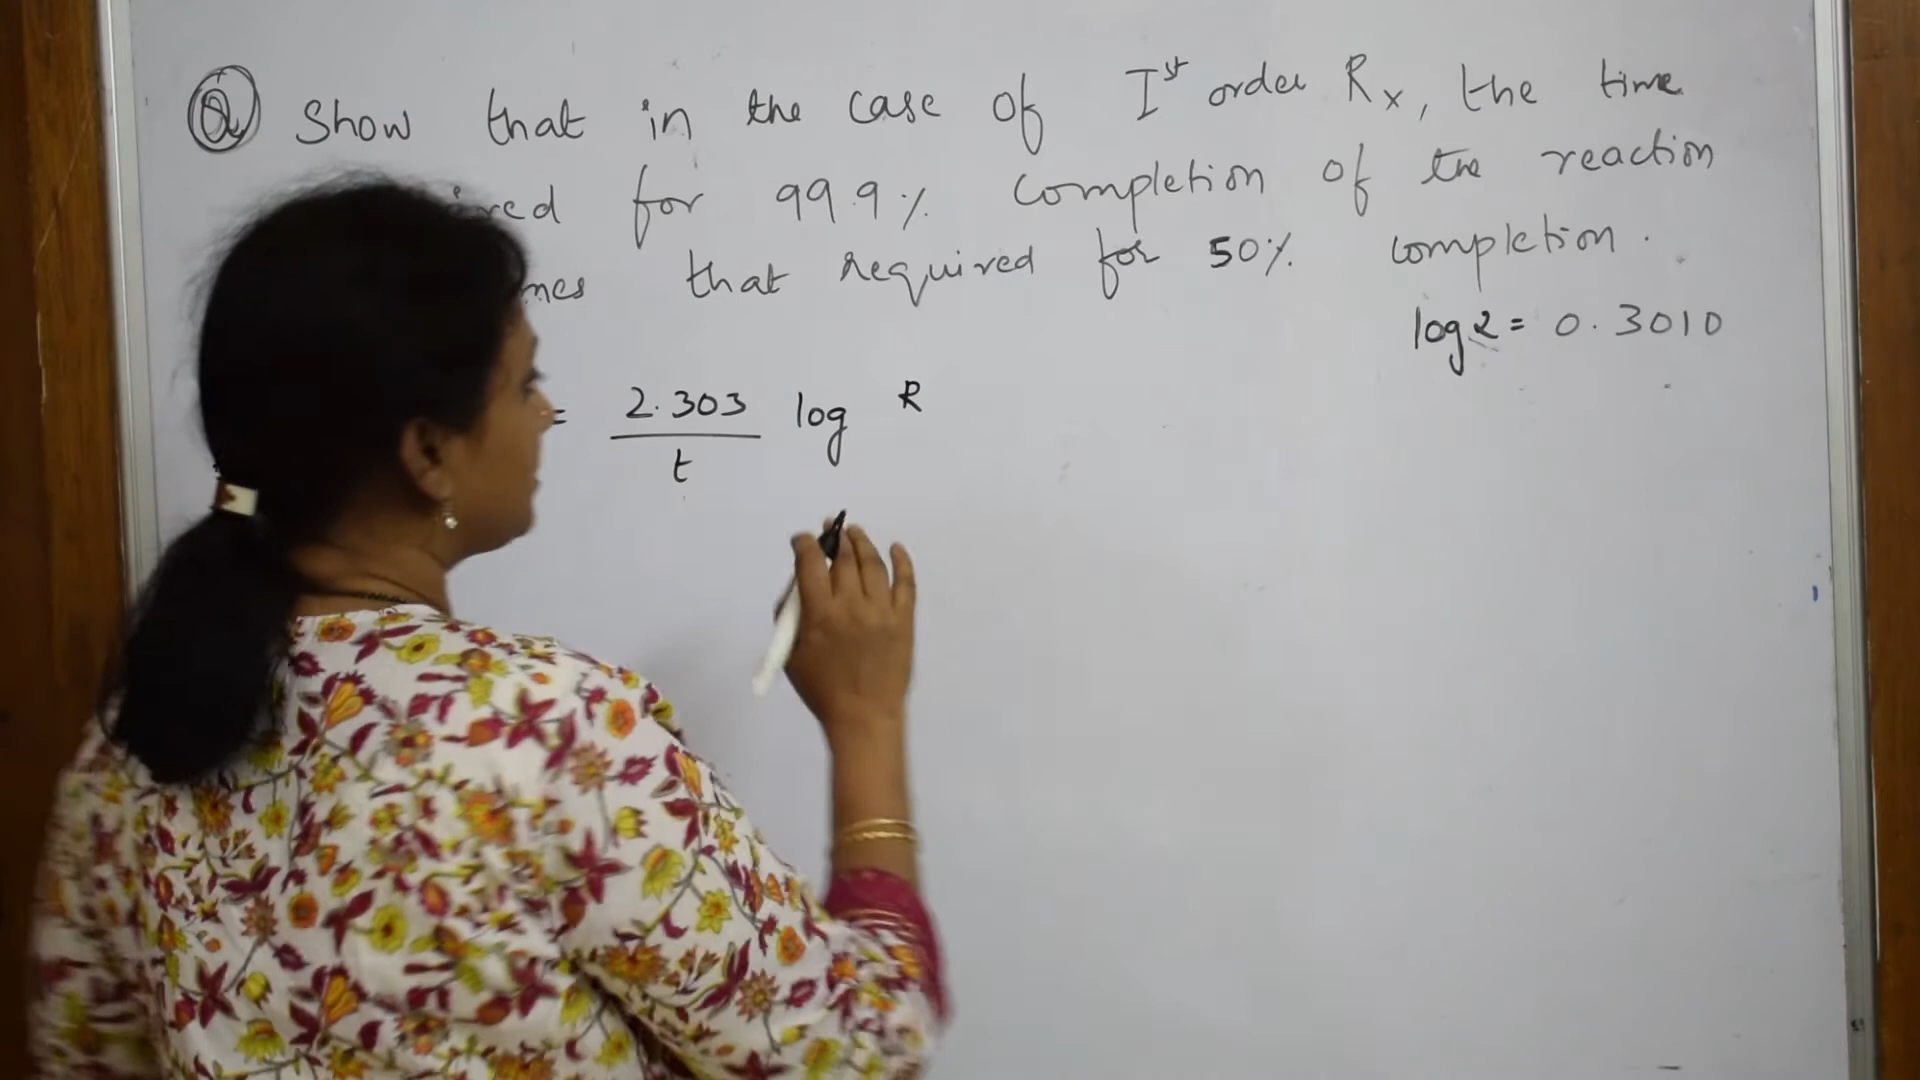 Q Show that in the case of Ist order Rx, the time
for 99.9% completion of the reaction
that required for 50% completion.
log 2 = 0.3010
= 2.303 log R
t